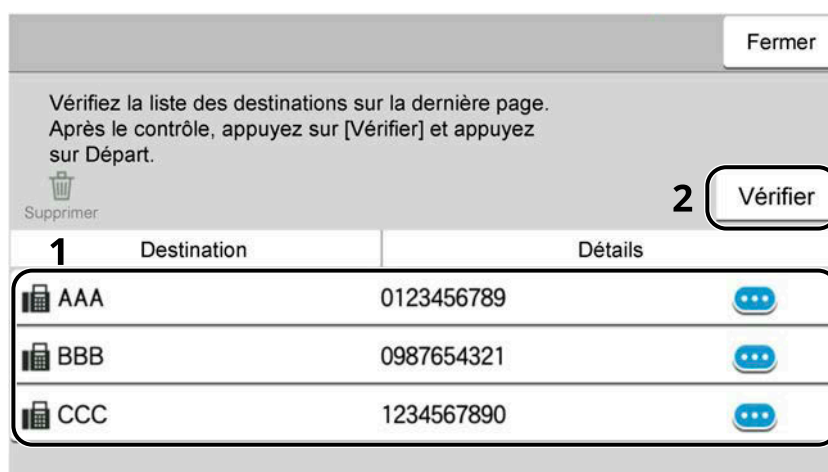 Fermer
Vérifiez la liste des destinations sur la dernière page.
Après le contrôle, appuyez sur [Vérifier] et appuyez
sur Départ.
Supprimer
2 Vérifier
1 Destination Détails
AAA 0123456789
BBB 0987654321
CCC 1234567890